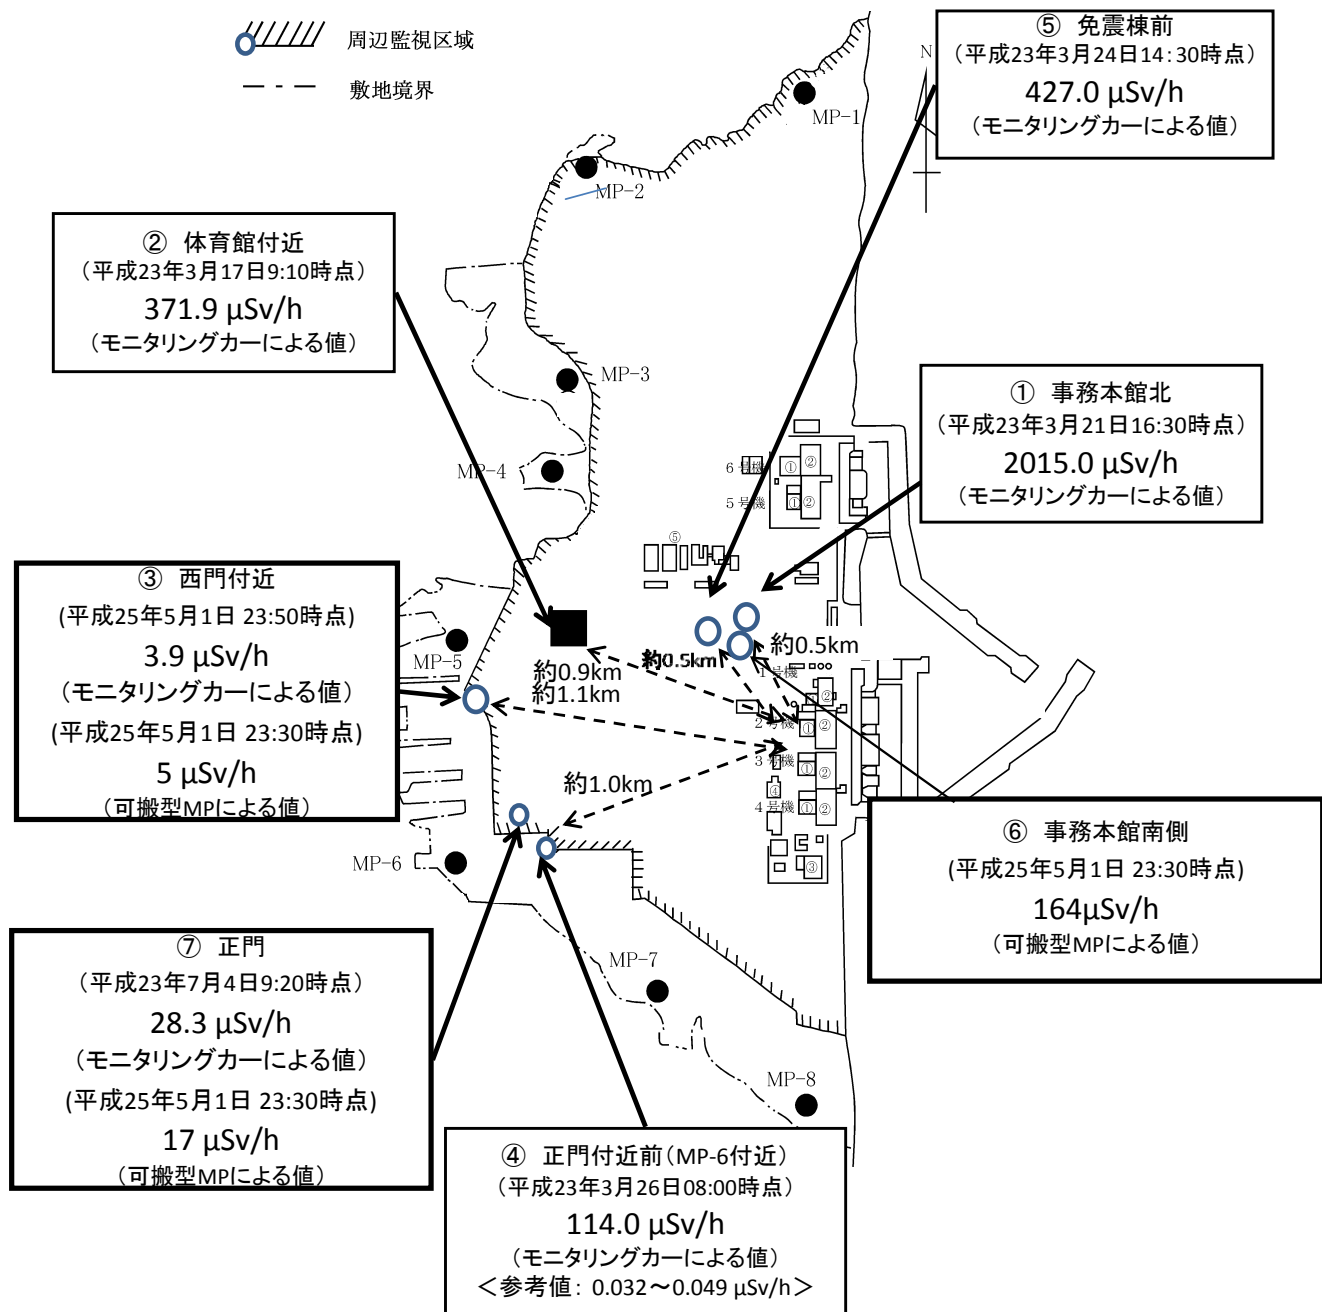 周辺監視区域
敷地境界
⑤ 免震棟前
（平成23年3月24日14:30時点）
427.0 μSv/h
（モニタリングカーによる値）
N
MP-1
MP-2
② 体育館付近
（平成23年3月17日9:10時点）
371.9 μSv/h
（モニタリングカーによる値）
MP-3
① 事務本館北
（平成23年3月21日16:30時点）
2015.0 μSv/h
（モニタリングカーによる値）
MP-4
6号機
① ②
5号機
① ②
⑤
③ 西門付近
(平成25年5月1日 23:50時点)
3.9 μSv/h
（モニタリングカーによる値）
(平成25年5月1日 23:30時点)
5 μSv/h
（可搬型MPによる値）
MP-5
約0.9km
約1.1km
約0.5km
約0.5km
1号機
②
2号機
① ②
3号機
① ②
④
4号機
① ②
③
約1.0km
MP-6
⑥ 事務本館南側
(平成25年5月1日 23:30時点)
164μSv/h
（可搬型MPによる値）
⑦ 正門
（平成23年7月4日9:20時点）
28.3 μSv/h
（モニタリングカーによる値）
(平成25年5月1日 23:30時点)
17 μSv/h
（可搬型MPによる値）
MP-7
MP-8
④ 正門付近前（MP-6付近）
（平成23年3月26日08:00時点）
114.0 μSv/h
（モニタリングカーによる値）
＜参考値: 0.032～0.049 μSv/h＞